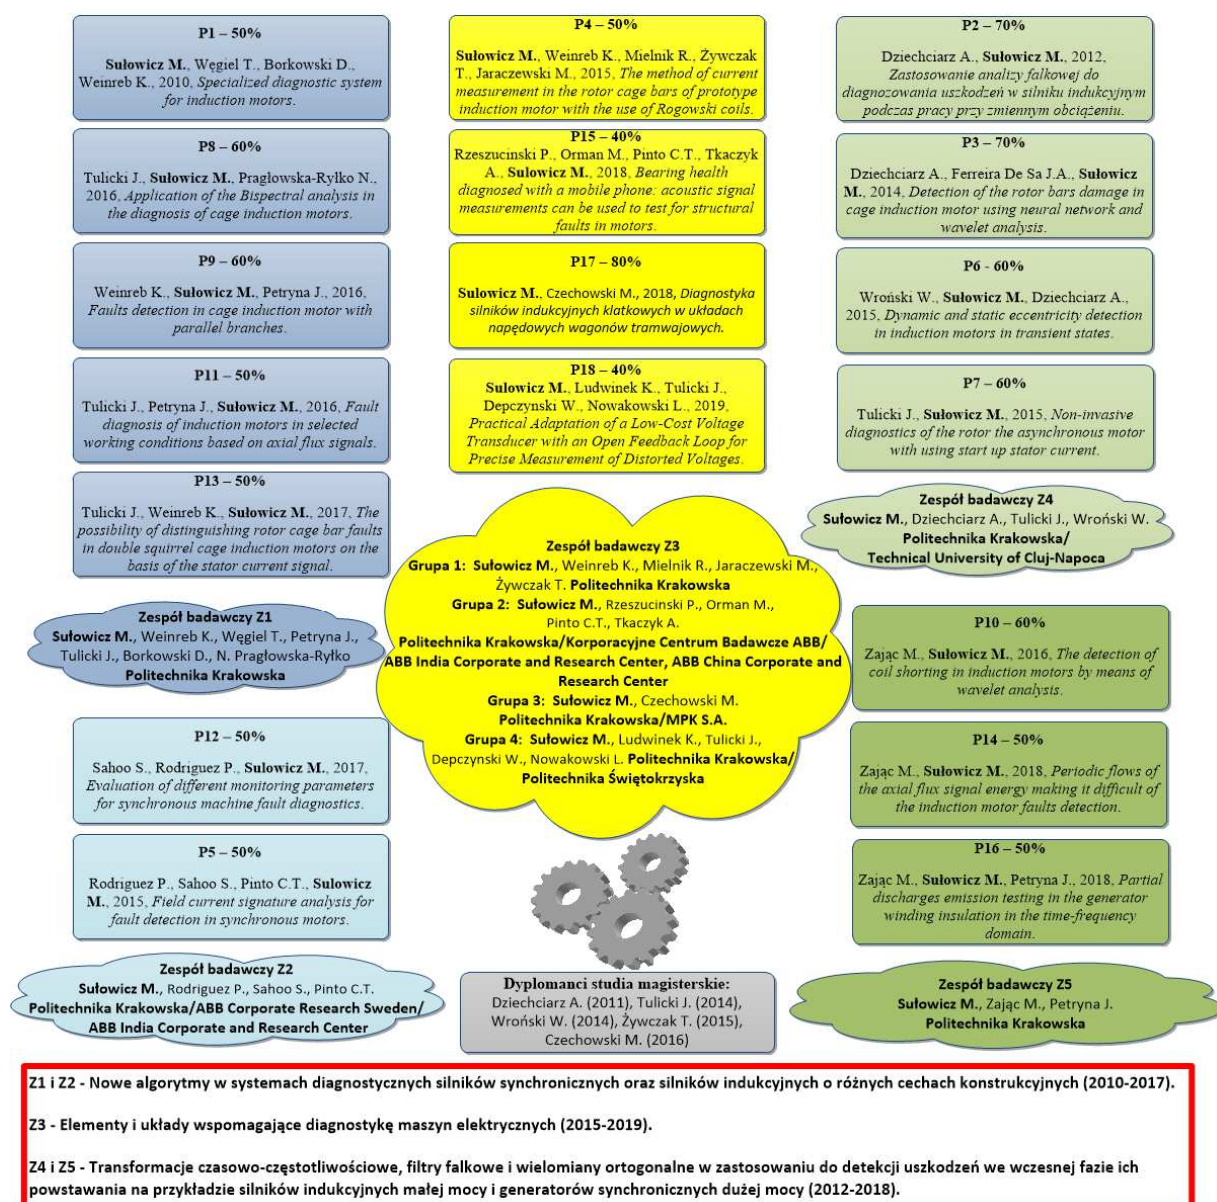 P1 – 50%
Sułowicz M., Węgiel T., Borkowski D.,
Weinreb K., 2010, Specialized diagnostic system
for induction motors.
P8 – 60%
Tulicki J., Sułowicz M., Pragłowska-Ryłko N.,
2016, Application of the Bispectral analysis in
the diagnosis of cage induction motors.
P9 – 60%
Weinreb K., Sułowicz M., Petryna J., 2016,
Faults detection in cage induction motor with
parallel branches.
P11 – 50%
Tulicki J., Petryna J., Sułowicz M., 2016, Fault
diagnosis of induction motors in selected
working conditions based on axial flux signals.
P13 – 50%
Tulicki J., Weinreb K., Sułowicz M., 2017, The
possibility of distinguishing rotor cage bar faults
in double squirrel cage induction motors on the
basis of the stator current signal.
Zespół badawczy Z1
Sułowicz M., Weinreb K., Węgiel T., Petryna J.,
Tulicki J., Borkowski D., N. Pragłowska-Ryłko
Politechnika Krakowska
P12 – 50%
Sahoo S., Rodriguez P., Sulowicz M., 2017,
Evaluation of different monitoring parameters
for synchronous machine fault diagnostics.
P5 – 50%
Rodriguez P., Sahoo S., Pinto C.T., Sulowicz
M., 2015, Field current signature analysis for
fault detection in synchronous motors.
Zespół badawczy Z2
Sułowicz M., Rodriguez P., Sahoo S., Pinto C.T.
Politechnika Krakowska/ABB Corporate Research Sweden/
ABB India Corporate and Research Center
P4 – 50%
Sułowicz M., Weinreb K., Mielnik R., Żywczak
T., Jaraczewski M., 2015, The method of current
measurement in the rotor cage bars of prototype
induction motor with the use of Rogowski coils.
P15 – 40%
Rzeszucinski P., Orman M., Pinto C.T., Tkaczyk
A., Sulowicz M., 2018, Bearing health
diagnosed with a mobile phone: acoustic signal
measurements can be used to test for structural
faults in motors.
P17 – 80%
Sułowicz M., Czechowski M., 2018, Diagnostyka
silników indukcyjnych klatkowych w układach
napędowych wagonów tramwajowych.
P18 – 40%
Sulowicz M., Ludwinek K., Tulicki J.,
Depczynski W., Nowakowski L., 2019,
Practical Adaptation of a Low-Cost Voltage
Transducer with an Open Feedback Loop for
Precise Measurement of Distorted Voltages.
Zespół badawczy Z3
Grupa 1: Sułowicz M., Weinreb K., Mielnik R., Jaraczewski M.,
Żywczak T. Politechnika Krakowska
Grupa 2: Sułowicz M., Rzeszucinski P., Orman M.,
Pinto C.T., Tkaczyk A.
Politechnika Krakowska/Korporacyjne Centrum Badawcze ABB/
ABB India Corporate and Research Center, ABB China Corporate and
Research Center
Grupa 3: Sułowicz M., Czechowski M.
Politechnika Krakowska/MPK S.A.
Grupa 4: Sułowicz M., Ludwinek K., Tulicki J.,
Depczynski W., Nowakowski L. Politechnika Krakowska/
Politechnika Świętokrzyska
Dyplomanci studia magisterskie:
Dziechciarz A. (2011), Tulicki J. (2014),
Wroński W. (2014), Żywczak T. (2015),
Czechowski M. (2016)
P2 – 70%
Dziechciarz A., Sułowicz M., 2012,
Zastosowanie analizy falkowej do
diagnozowania uszkodzeń w silniku indukcyjnym
podczas pracy przy zmiennym obciążeniu.
P3 – 70%
Dziechciarz A., Ferreira De Sa J.A., Sułowicz
M., 2014, Detection of the rotor bars damage in
cage induction motor using neural network and
wavelet analysis.
P6 - 60%
Wroński W., Sułowicz M., Dziechciarz A.,
2015, Dynamic and static eccentricity detection
in induction motors in transient states.
P7 – 60%
Tulicki J., Sułowicz M., 2015, Non-invasive
diagnostics of the rotor the asynchronous motor
with using start up stator current.
Zespół badawczy Z4
Sułowicz M., Dziechciarz A., Tulicki J., Wroński W.
Politechnika Krakowska/
Technical University of Cluj-Napoca
P10 – 60%
Zając M., Sułowicz M., 2016, The detection of
coil shorting in induction motors by means of
wavelet analysis.
P14 – 50%
Zając M., Sułowicz M., 2018, Periodic flows of
the axial flux signal energy making it difficult of
the induction motor faults detection.
P16 – 50%
Zając M., Sułowicz M., Petryna J., 2018, Partial
discharges emission testing in the generator
winding insulation in the time-frequency
domain.
Zespół badawczy Z5
Sułowicz M., Zając M., Petryna J.
Politechnika Krakowska
Z1 i Z2 - Nowe algorytmy w systemach diagnostycznych silników synchronicznych oraz silników indukcyjnych o różnych cechach konstrukcyjnych (2010-2017).
Z3 - Elementy i układy wspomagające diagnostykę maszyn elektrycznych (2015-2019).
Z4 i Z5 - Transformacje czasowo-częstotliwościowe, filtry falkowe i wielomiany ortogonalne w zastosowaniu do detekcji uszkodzeń we wczesnej fazie ich
powstawania na przykładzie silników indukcyjnych małej mocy i generatorów synchronicznych dużej mocy (2012-2018).